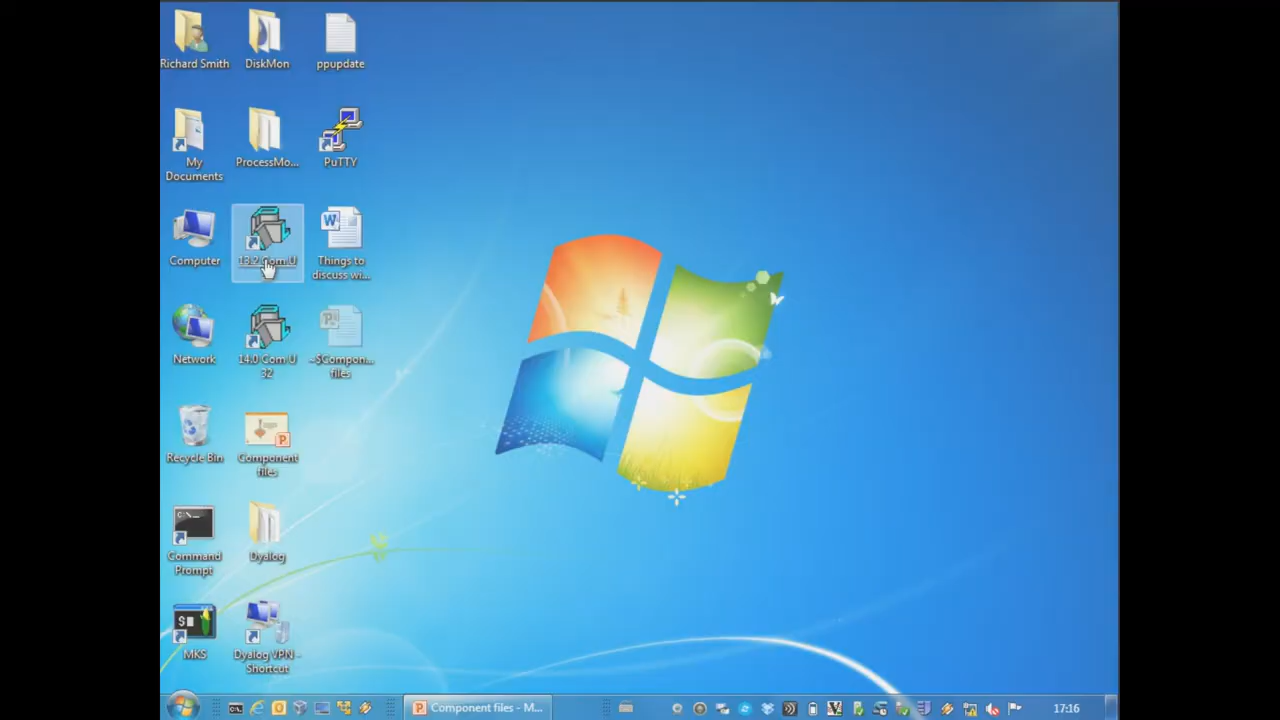 Richard Smith
DiskMon
ppupdate
My
Documents
ProcessMo...
PuTTY
Computer
13.2 Com U
Things to
discuss wi...
Network
14.0 Com U
32
~$Compon...
files
Recycle Bin
Component
files
Command
Prompt
Dyalog
MKS
Dyalog VPN -
Shortcut
Component files - M...
17:16